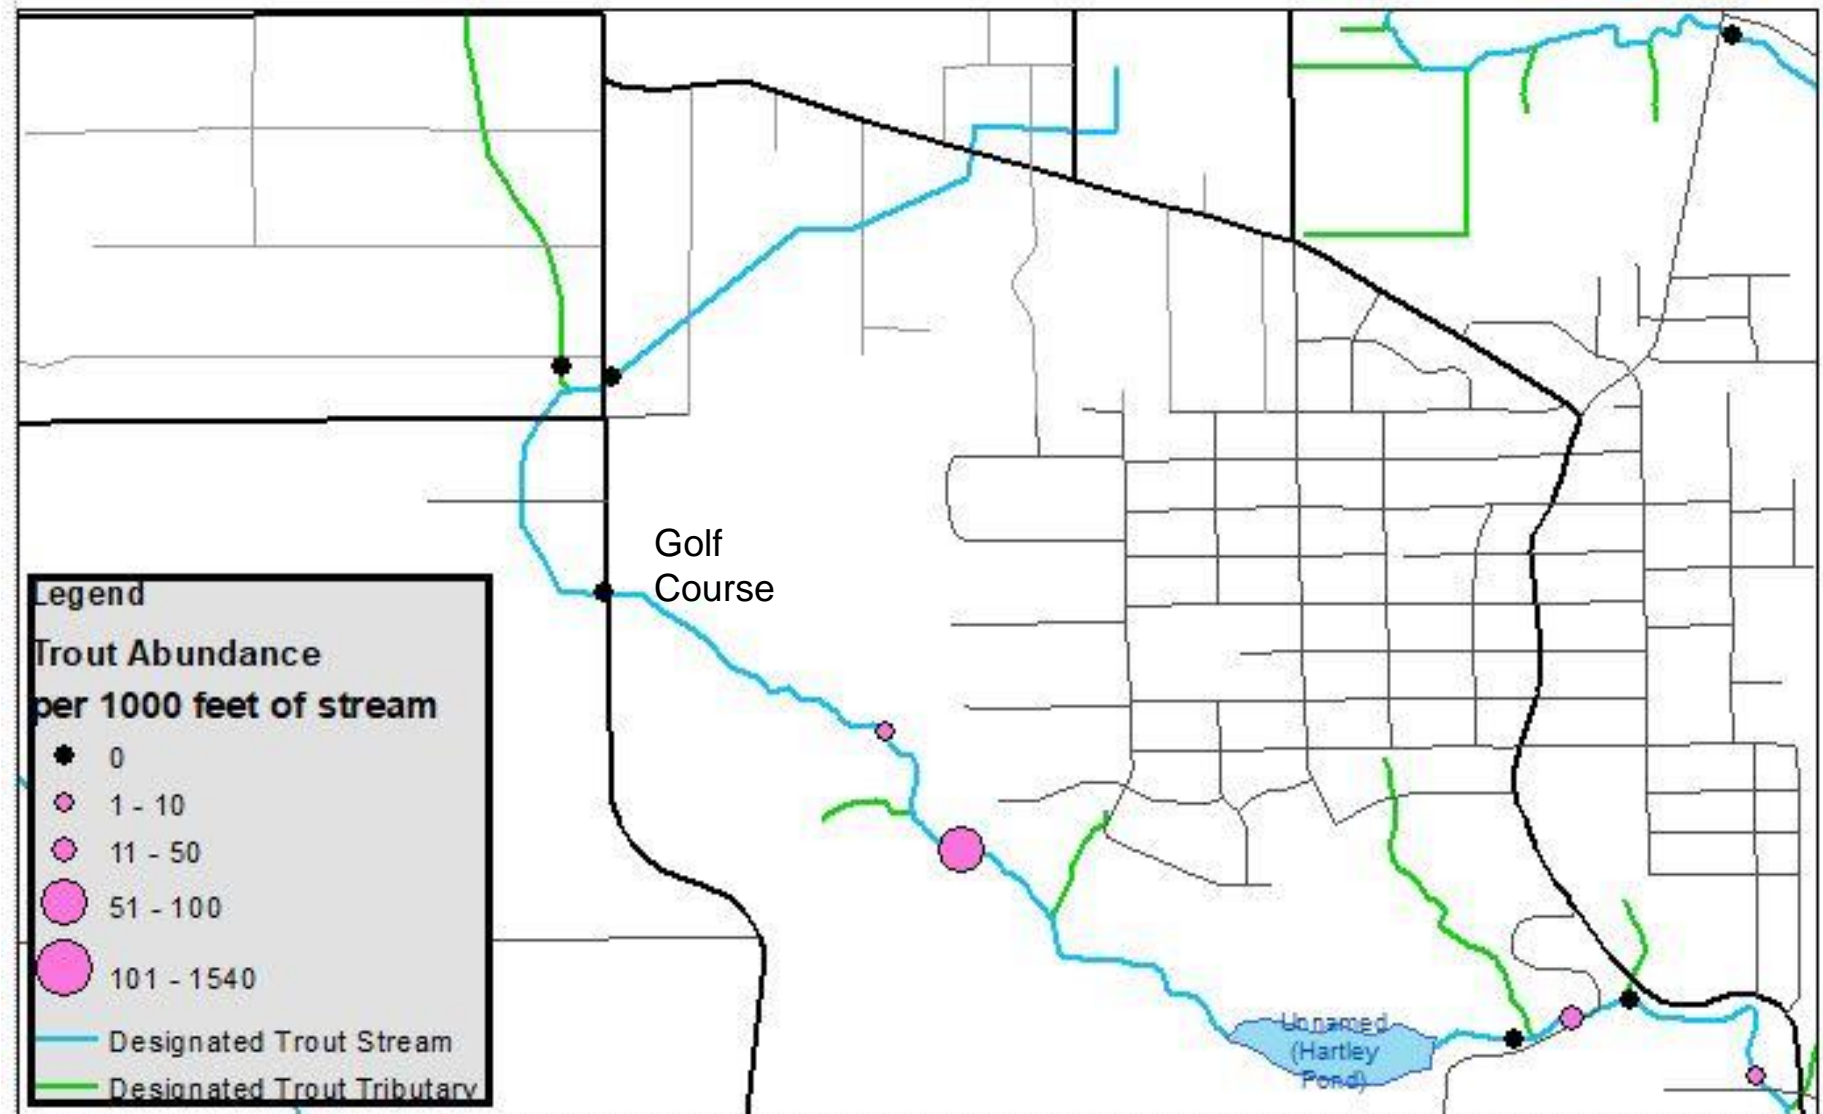 Golf
Course
Legend
Trout Abundance
per 1000 feet of stream
0
1 - 10
11 - 50
51 - 100
101 - 1540
Designated Trout Stream
Designated Trout Tributary
Unnamed
(Hartley
Pond)